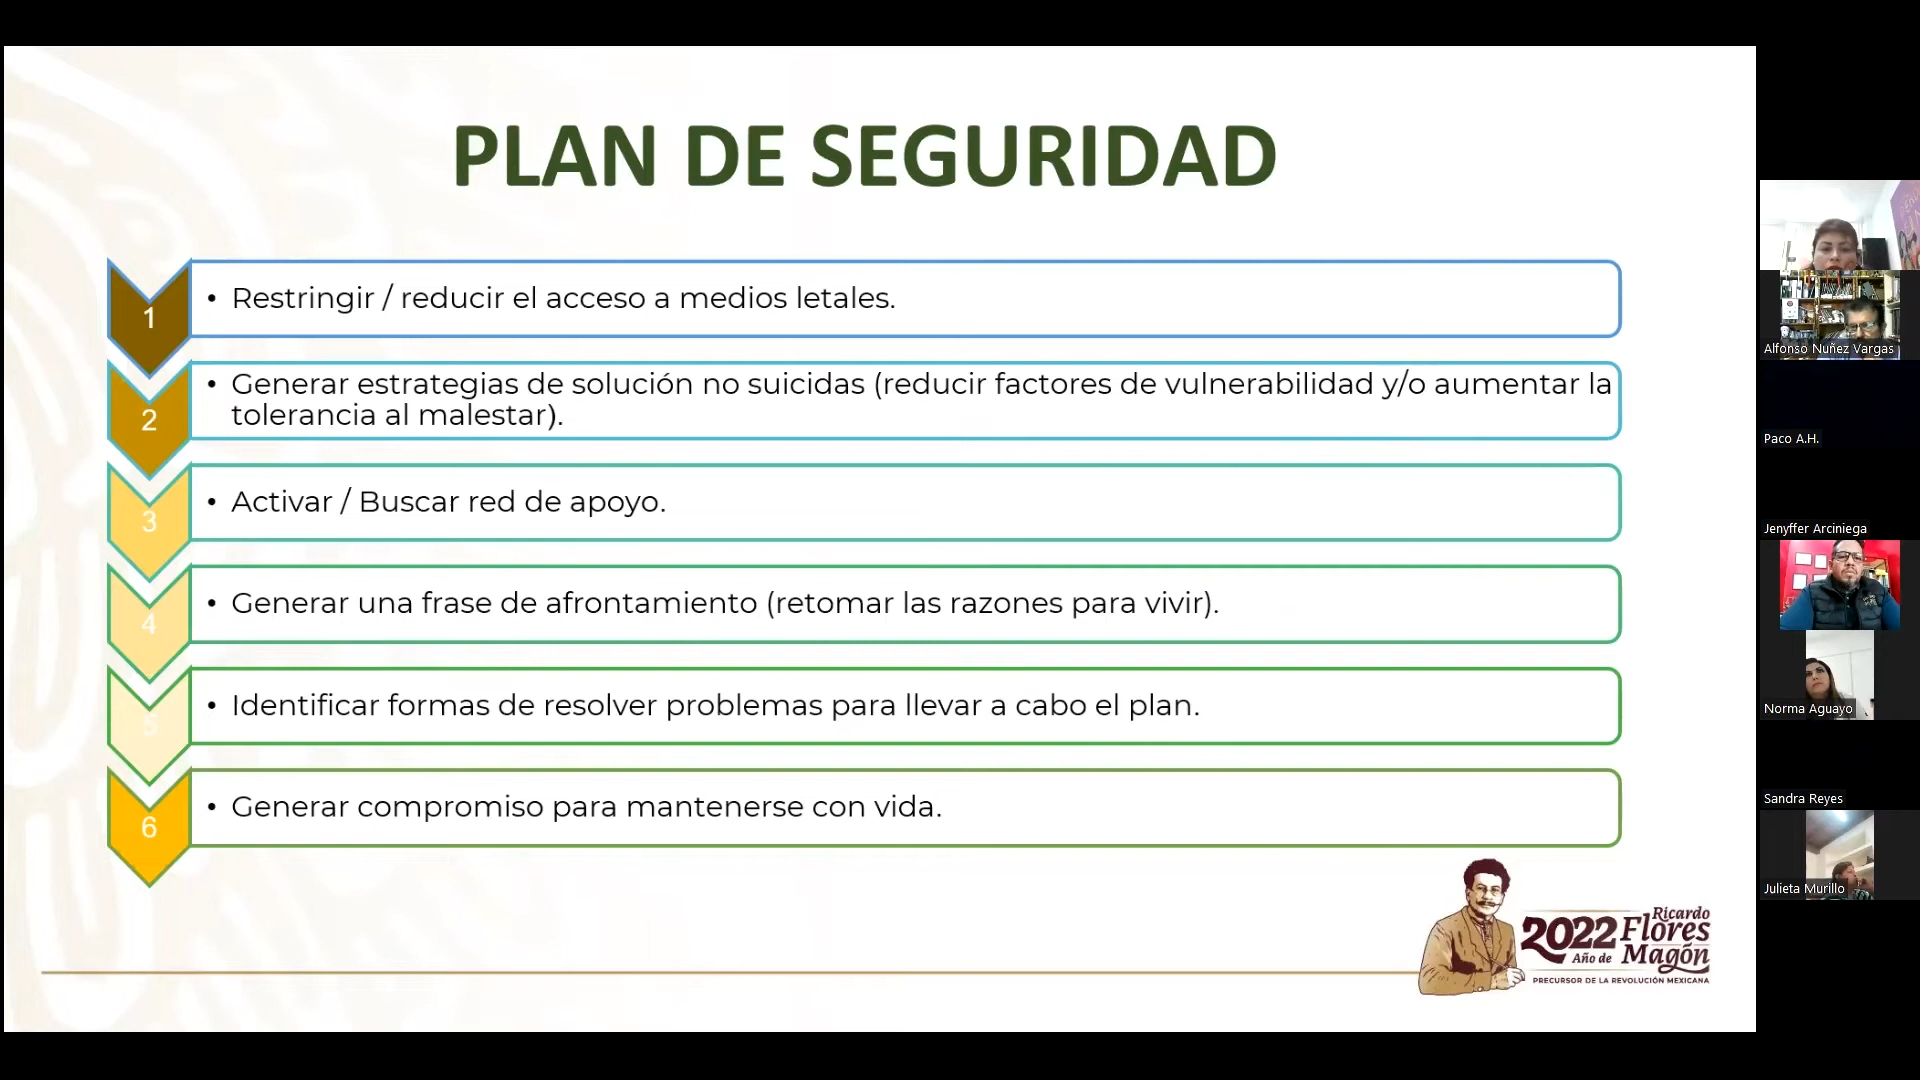 PLAN DE SEGURIDAD
1
• Restringir / reducir el acceso a medios letales.
2
• Generar estrategias de solución no suicidas (reducir factores de vulnerabilidad y/o aumentar la
tolerancia al malestar).
3
• Activar / Buscar red de apoyo.
4
• Generar una frase de afrontamiento (retomar las razones para vivir).
5
• Identificar formas de resolver problemas para llevar a cabo el plan.
6
• Generar compromiso para mantenerse con vida.
2022 Ricardo
Año de Flores
Magón
PRECURSOR DE LA REVOLUCIÓN MEXICANA
Alfonso Nuñez Vargas
Paco A.H.
Jenyffer Arciniega
Norma Aguayo
Sandra Reyes
Julieta Murillo